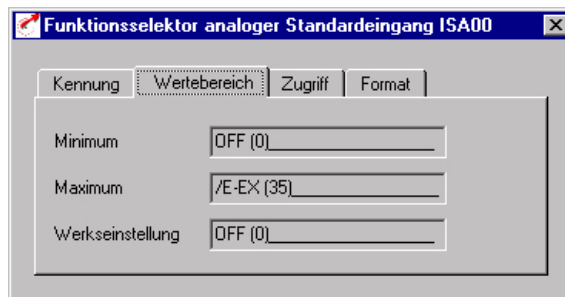 Funktionsselektor analoger Standardeingang ISA00
Kennung Wertebereich Zugriff Format
Minimum OFF (0)
Maximum /E-EX (35)
Werkseinstellung OFF (0)